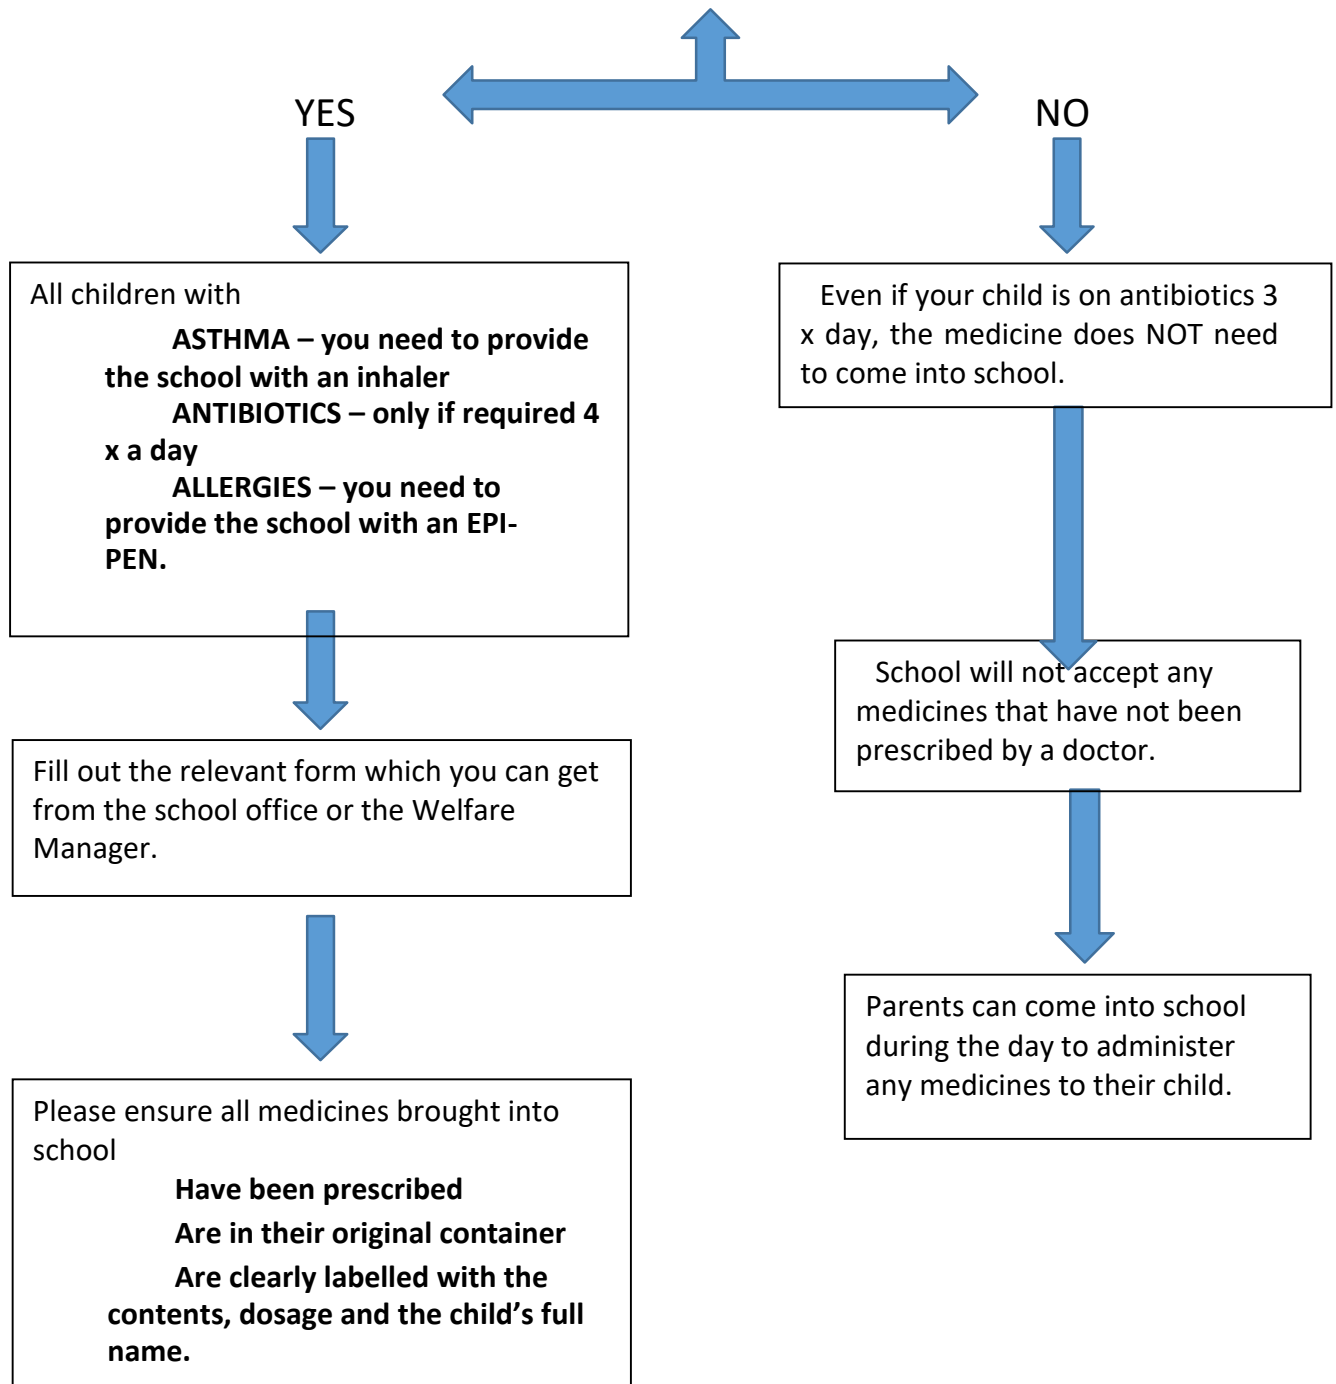 YES
NO
All children with
ASTHMA – you need to provide
the school with an inhaler
ANTIBIOTICS – only if required 4
x a day
ALLERGIES – you need to
provide the school with an EPI-
PEN.
Fill out the relevant form which you can get
from the school office or the Welfare
Manager.
Please ensure all medicines brought into
school
Have been prescribed
Are in their original container
Are clearly labelled with the
contents, dosage and the child’s full
name.
Even if your child is on antibiotics 3
x day, the medicine does NOT need
to come into school.
School will not accept any
medicines that have not been
prescribed by a doctor.
Parents can come into school
during the day to administer
any medicines to their child.